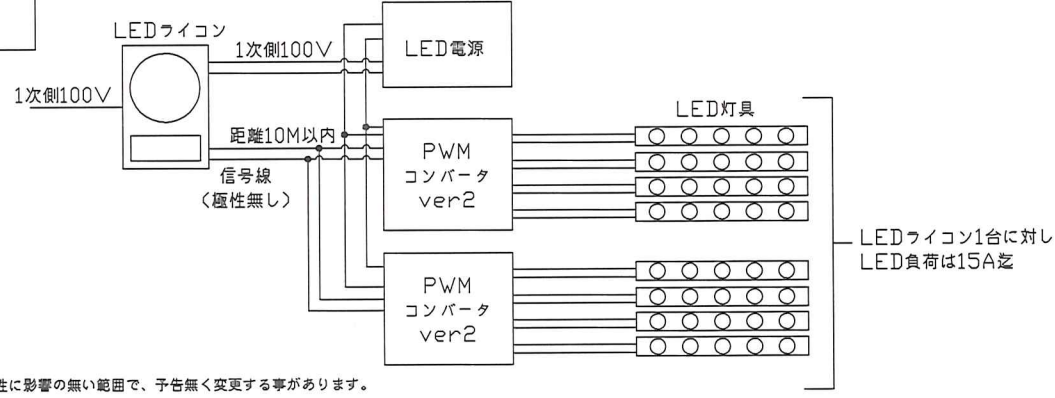 LEDライコン
1次側100V
LED電源
1次側100V
距離10M以内
信号線
（極性無し）
PWM
コンバータ
ver2
LED灯具
PWM
コンバータ
ver2
LEDライコン1台に対し
LED負荷は15A迄
性に影響の無い範囲で、予告無く変更する事があります。